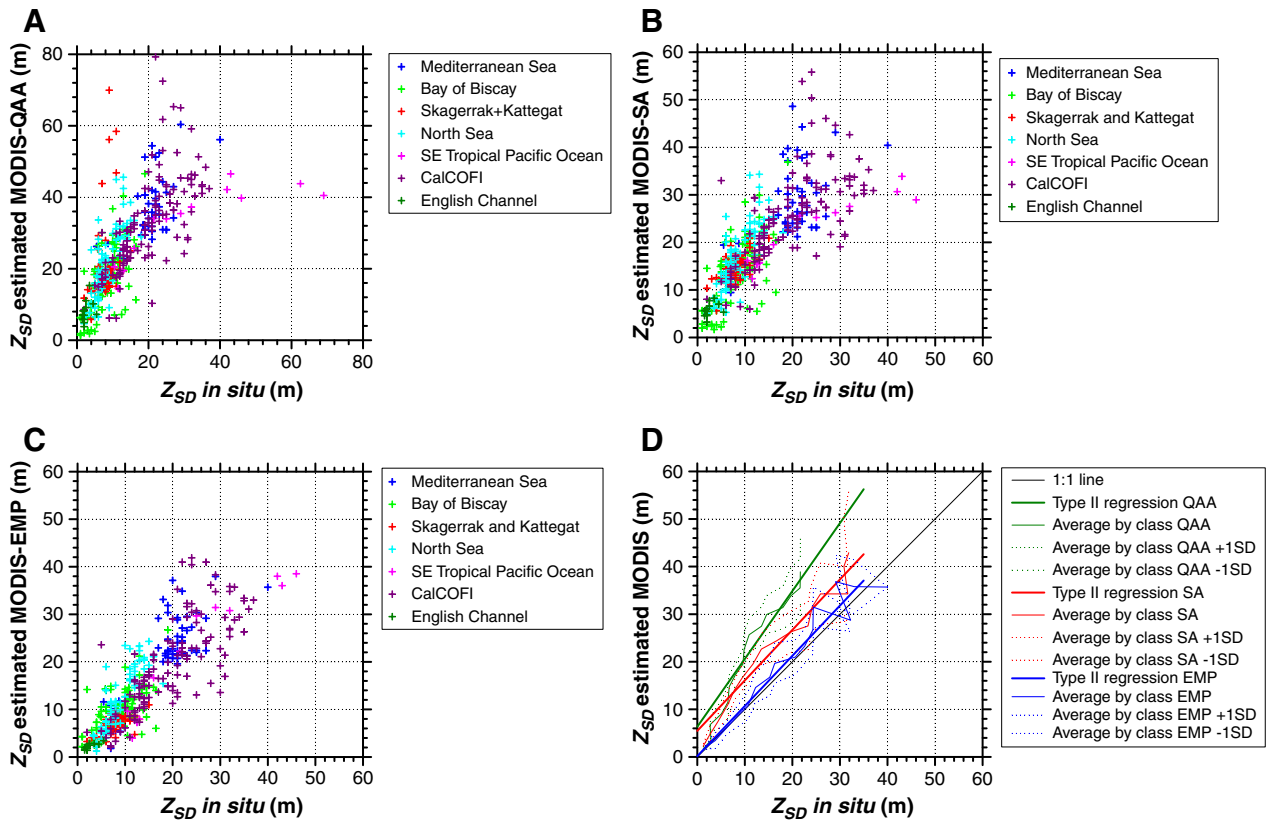 A
Z_SD estimated MODIS-QAA (m)
80
60
40
20
0
0 20 40 60 80
Z_SD in situ (m)
Mediterranean Sea
Bay of Biscay
Skagerrak+Kattegat
North Sea
SE Tropical Pacific Ocean
CalCOFI
English Channel
B
Z_SD estimated MODIS-SA (m)
60
50
40
30
20
10
0
0 10 20 30 40 50 60
Z_SD in situ (m)
Mediterranean Sea
Bay of Biscay
Skagerrak and Kattegat
North Sea
SE Tropical Pacific Ocean
CalCOFI
English Channel
C
Z_SD estimated MODIS-EMP (m)
60
50
40
30
20
10
0
0 10 20 30 40 50 60
Z_SD in situ (m)
Mediterranean Sea
Bay of Biscay
Skagerrak and Kattegat
North Sea
SE Tropical Pacific Ocean
CalCOFI
English Channel
D
Z_SD estimated MODIS (m)
60
50
40
30
20
10
0
0 10 20 30 40 50 60
Z_SD in situ (m)
1:1 line
Type II regression QAA
Average by class QAA
Average by class QAA +1SD
Average by class QAA -1SD
Type II regression SA
Average by class SA
Average by class SA +1SD
Average by class SA -1SD
Type II regression EMP
Average by class EMP
Average by class EMP +1SD
Average by class EMP -1SD